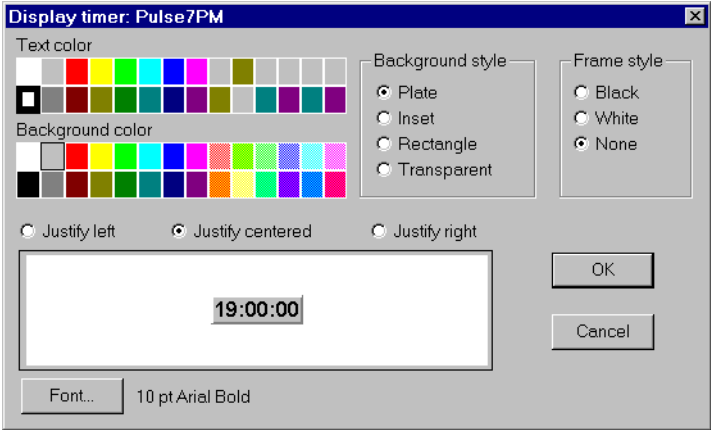 Display timer: Pulse7PM
Text color
Background color
Background style
Plate
Inset
Rectangle
Transparent
Frame style
Black
White
None
Justify left
Justify centered
Justify right
19:00:00
OK
Cancel
Font...
10 pt Arial Bold